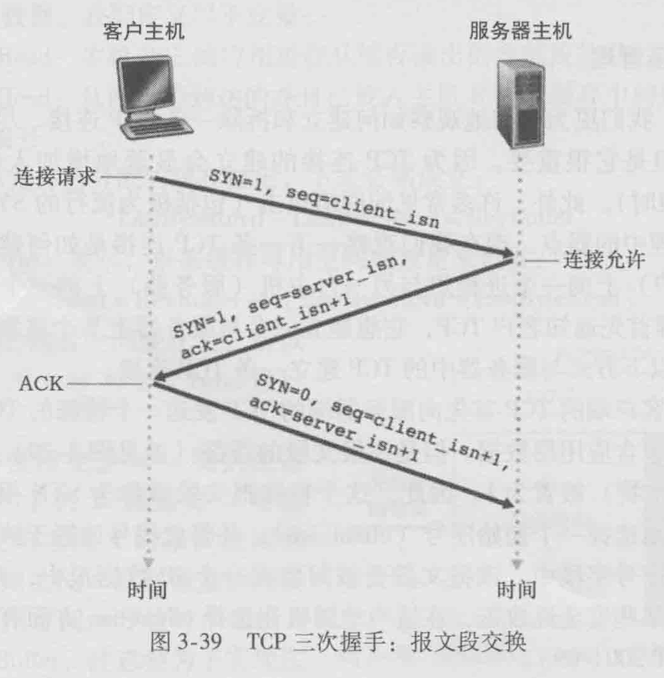 客户主机
服务器主机
连接请求
SYN=1, seq=client_isn
连接允许
SYN=1, seq=server_isn,
ack=client_isn+1
ACK
SYN=0, seq=client_isn+1,
ack=server_isn+1
时间
时间
图 3-39 TCP 三次握手：报文段交换